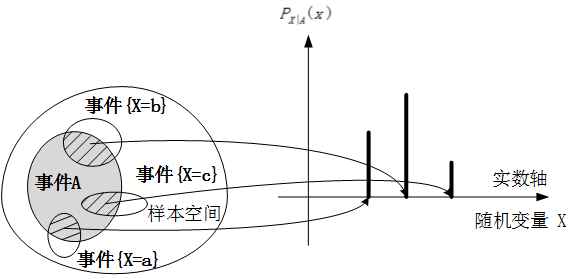 P_{X|A}(x)
事件{X=b}
事件{X=c}
事件A
样本空间
事件{X=a}
实数轴
随机变量 X